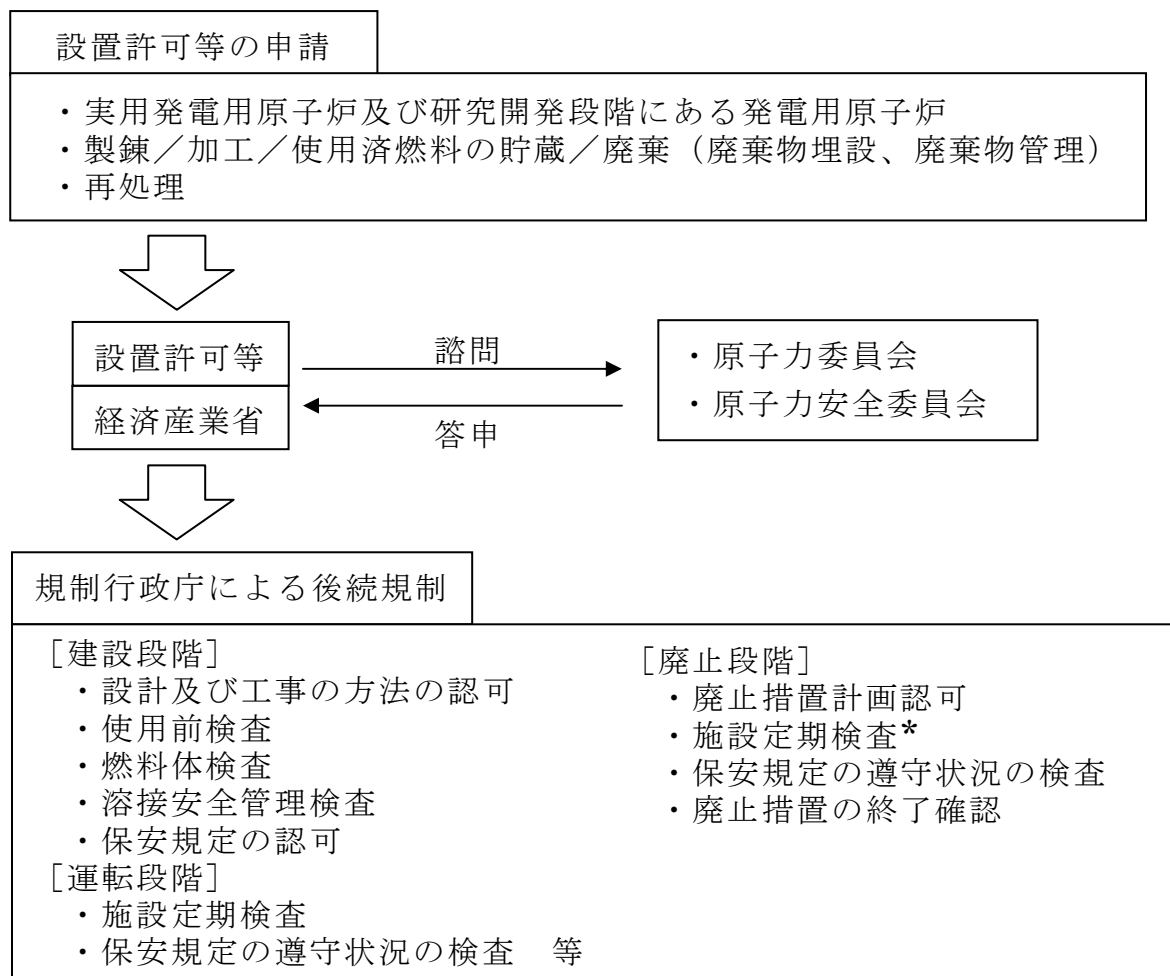 設置許可等の申請
・実用発電用原子炉及び研究開発段階にある発電用原子炉
・製錬／加工／使用済燃料の貯蔵／廃棄（廃棄物埋設、廃棄物管理）
・再処理
設置許可等
経済産業省
諮問
答申
・原子力委員会
・原子力安全委員会
規制行政庁による後続規制
［建設段階］
・設計及び工事の方法の認可
・使用前検査
・燃料体検査
・溶接安全管理検査
・保安規定の認可
［運転段階］
・施設定期検査
・保安規定の遵守状況の検査　等
［廃止段階］
・廃止措置計画認可
・施設定期検査*
・保安規定の遵守状況の検査
・廃止措置の終了確認